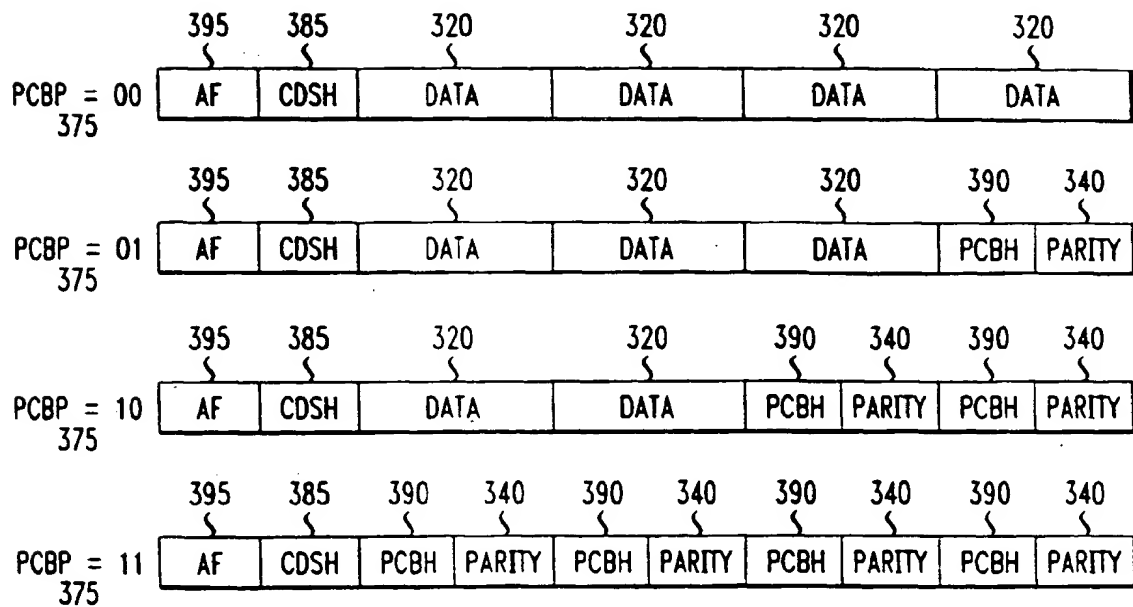 395 385 320 320 320 320
PCBP = 00 AF CDSH DATA DATA DATA DATA
375
395 385 320 320 320 390 340
PCBP = 01 AF CDSH DATA DATA DATA PCBH PARITY
375
395 385 320 320 390 340 390 340
PCBP = 10 AF CDSH DATA DATA PCBH PARITY PCBH PARITY
375
395 385 390 340 390 340 390 340 390 340
PCBP = 11 AF CDSH PCBH PARITY PCBH PARITY PCBH PARITY PCBH PARITY
375